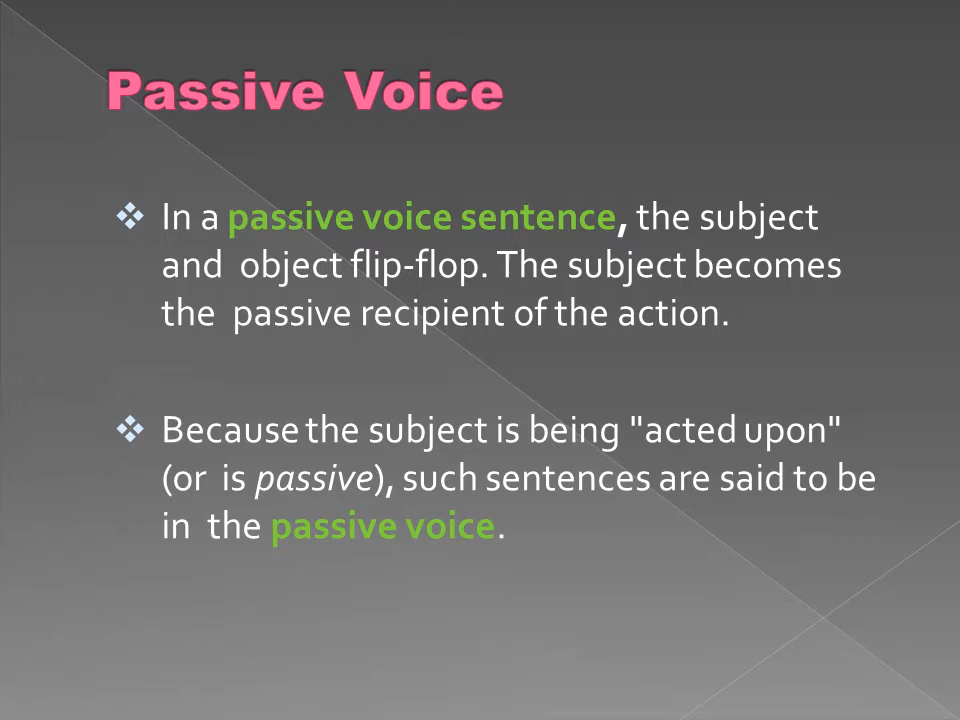 Passive Voice
❖ In a passive voice sentence, the subject
and object flip-flop. The subject becomes
the passive recipient of the action.
❖ Because the subject is being "acted upon"
(or is passive), such sentences are said to be
in the passive voice.